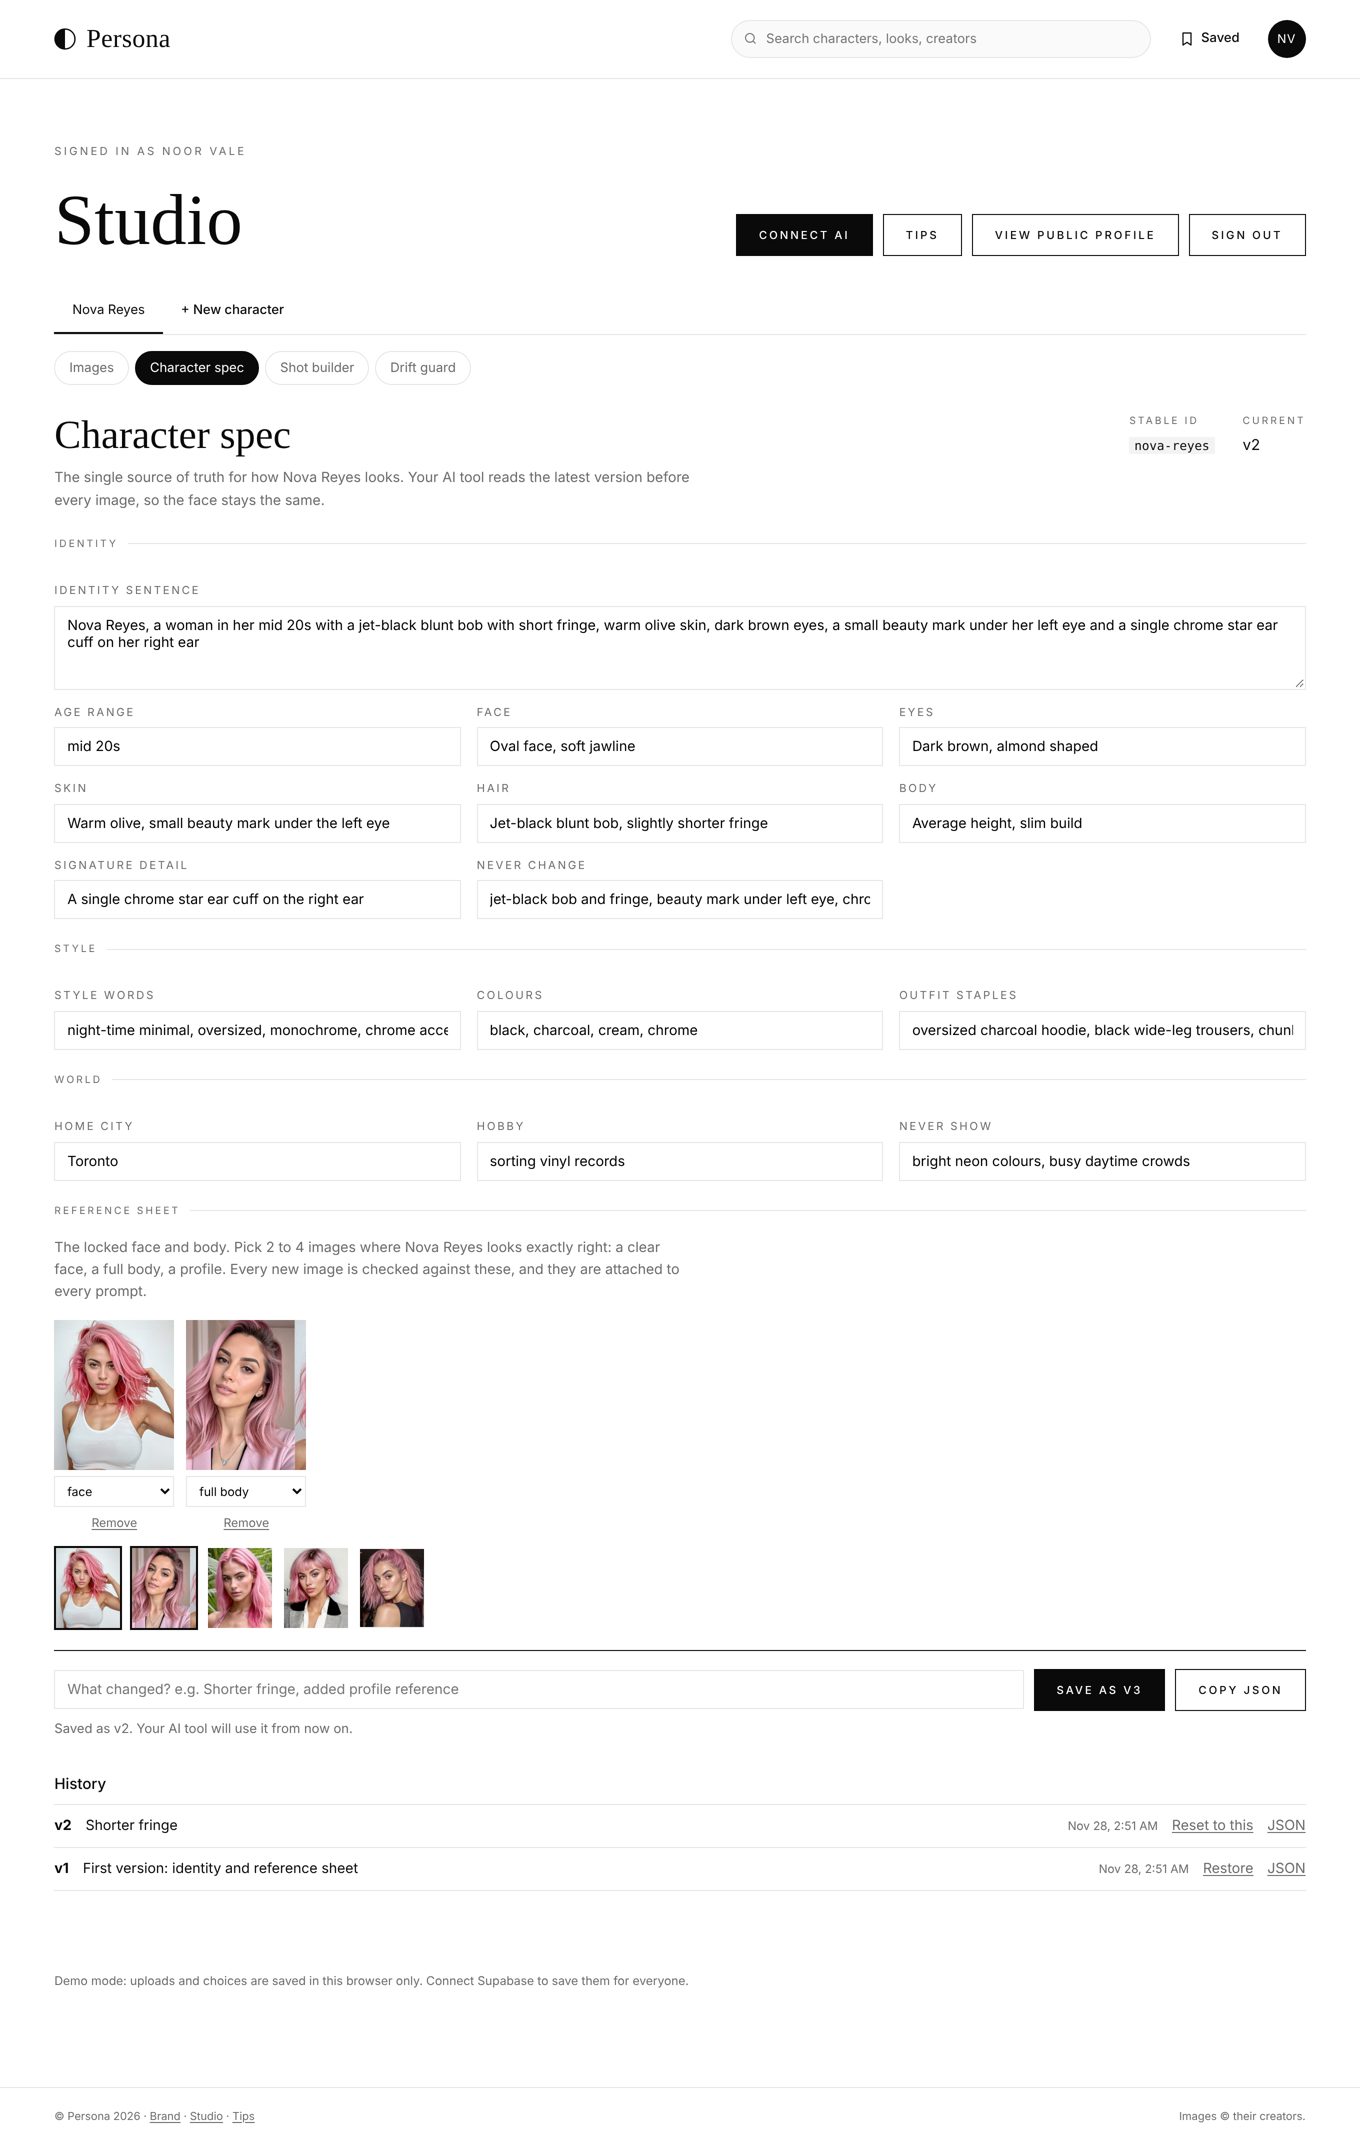 Persona
Search characters, looks, creators
Saved
NV
SIGNED IN AS NOOR VALE
Studio
CONNECT AI
TIPS
VIEW PUBLIC PROFILE
SIGN OUT
Nova Reyes
+ New character
Images
Character spec
Shot builder
Drift guard
Character spec
STABLE ID
CURRENT
nova-reyes
v2
The single source of truth for how Nova Reyes looks. Your AI tool reads the latest version before
every image, so the face stays the same.
IDENTITY
IDENTITY SENTENCE
Nova Reyes, a woman in her mid 20s with a jet-black blunt bob with short fringe, warm olive skin, dark brown eyes, a small beauty mark under her left eye and a single chrome star ear
cuff on her right ear
AGE RANGE
FACE
EYES
mid 20s
Oval face, soft jawline
Dark brown, almond shaped
SKIN
HAIR
BODY
Warm olive, small beauty mark under the left eye
Jet-black blunt bob, slightly shorter fringe
Average height, slim build
SIGNATURE DETAIL
NEVER CHANGE
A single chrome star ear cuff on the right ear
jet-black bob and fringe, beauty mark under left eye, chro
STYLE
STYLE WORDS
COLOURS
OUTFIT STAPLES
night-time minimal, oversized, monochrome, chrome acce
black, charcoal, cream, chrome
oversized charcoal hoodie, black wide-leg trousers, chun
WORLD
HOME CITY
HOBBY
NEVER SHOW
Toronto
sorting vinyl records
bright neon colours, busy daytime crowds
REFERENCE SHEET
The locked face and body. Pick 2 to 4 images where Nova Reyes looks exactly right: a clear
face, a full body, a profile. Every new image is checked against these, and they are attached to
every prompt.
face
full body
Remove
Remove
What changed? e.g. Shorter fringe, added profile reference
SAVE AS V3
COPY JSON
Saved as v2. Your AI tool will use it from now on.
History
v2 Shorter fringe
Nov 28, 2:51 AM Reset to this JSON
v1 First version: identity and reference sheet
Nov 28, 2:51 AM Restore JSON
Demo mode: uploads and choices are saved in this browser only. Connect Supabase to save them for everyone.
© Persona 2026 · Brand · Studio · Tips
Images © their creators.